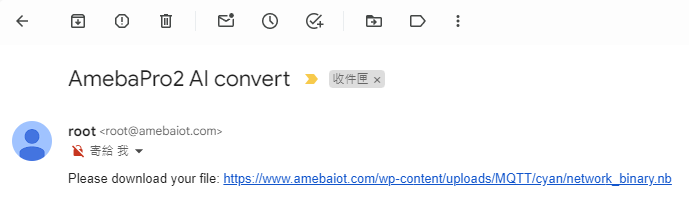 AmebaPro2 AI convert 收件匣 ×
root <root@amebaiot.com>
寄給 我
Please download your file: https://www.amebaiot.com/wp-content/uploads/MQTT/cyan/network_binary.nb